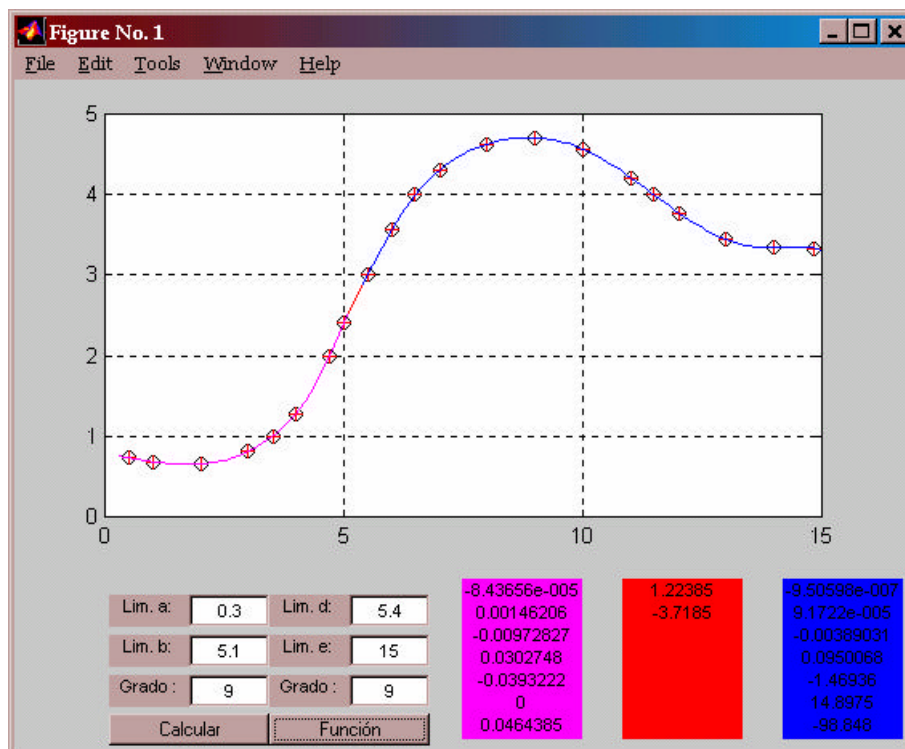 Figure No. 1
File Edit Tools Window Help
5
4
3
2
1
0
0 5 10 15
Lim. a: 0.3 Lim. d: 5.4
Lim. b: 5.1 Lim. e: 15
Grado : 9 Grado : 9
Calcular Función
-8.43656e-005
0.00146206
-0.00972827
0.0302748
-0.0393222
0
0.0464385
1.22385
-3.7185
-9.50598e-007
9.1722e-005
-0.00389031
0.0950068
-1.46936
14.8975
-98.848